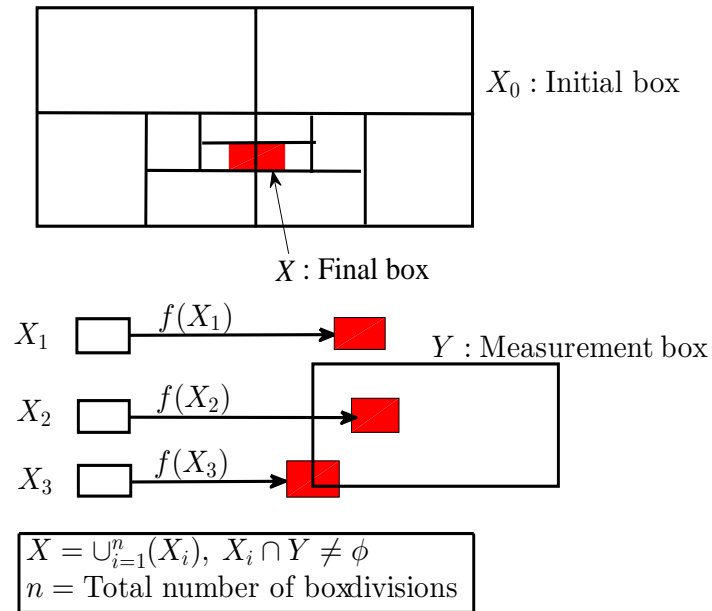 X₀ : Initial box
X : Final box
X₁ f(X₁)
Y : Measurement box
X₂ f(X₂)
X₃ f(X₃)
X = ∪ⁿᵢ₌₁(Xᵢ), Xᵢ ∩ Y ≠ ϕ
n = Total number of boxdivisions